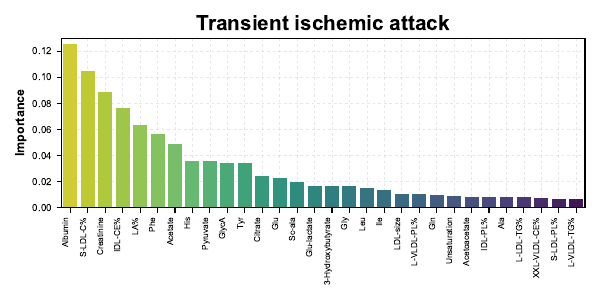 Transient ischemic attack
Importance
0.12
0.10
0.08
0.06
0.04
0.02
0.00
Albumin
S-LDL-C%
Creatinine
IDL-CE%
LA%
Phe
Acetate
His
Pyruvate
GlycA
Tyr
Citrate
Glu
Sc-ala
Glu-lactate
3-Hydroxybutyrate
Gly
Leu
Ile
LDL-size
L-VLDL-PL%
Gln
Unsaturation
Acetoacetate
IDL-PL%
Ala
L-LDL-TG%
XXL-VLDL-CE%
S-LDL-PL%
L-VLDL-TG%